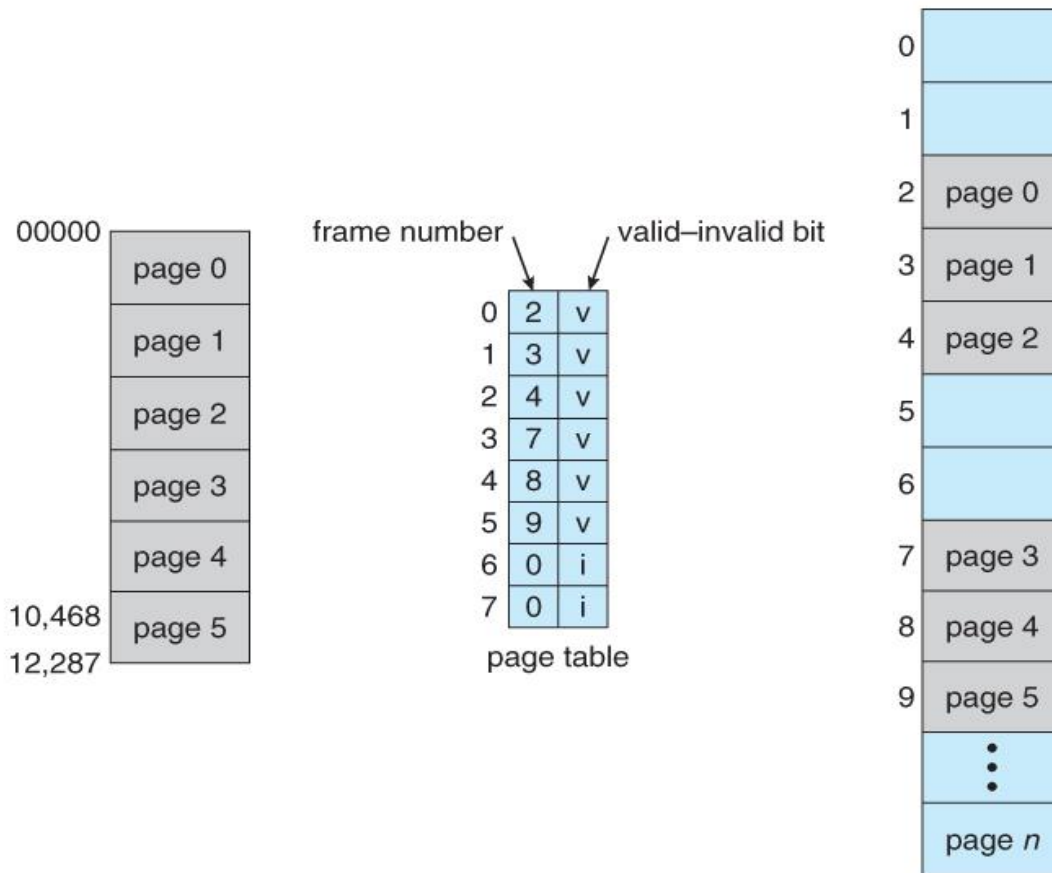 00000
page 0
page 1
page 2
page 3
page 4
10,468
page 5
12,287
frame number
valid–invalid bit
0 2 v
1 3 v
2 4 v
3 7 v
4 8 v
5 9 v
6 0 i
7 0 i
page table
0
1
2 page 0
3 page 1
4 page 2
5
6
7 page 3
8 page 4
9 page 5
page n